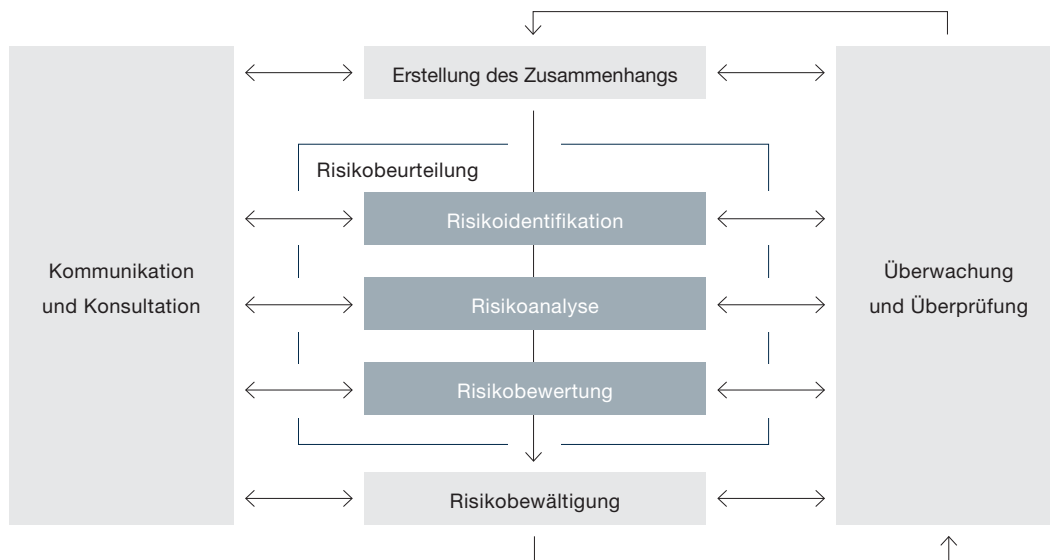 Erstellung des Zusammenhangs
Risikobeurteilung
Risikoidentifikation
Kommunikation
und Konsultation
Risikoanalyse
Überwachung
und Überprüfung
Risikobewertung
Risikobewältigung